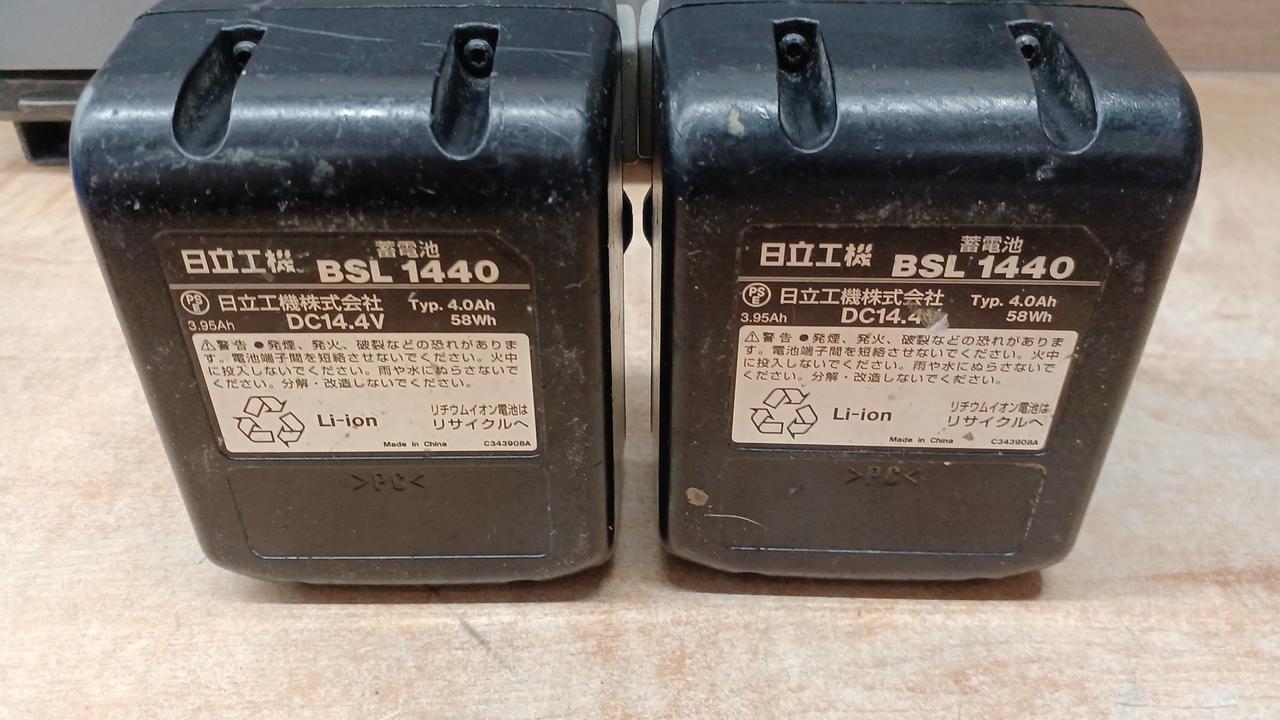 日立工機
蓄電池
BSL 1440
PSE 日立工機株式会社 Typ. 4.0Ah
3.95Ah DC14.4V 58Wh
⚠警告 ●発煙、発火、破裂などの恐れがありま
す。電池端子間を短絡させないでください。火中
に投入しないでください。雨や水にぬらさないで
ください。分解・改造しないでください。
Li-ion
リチウムイオン電池は
リサイクルへ
Made in China C343908A
>PC<
日立工機
蓄電池
BSL 1440
PSE 日立工機株式会社 Typ. 4.0Ah
3.95Ah DC14.4V 58Wh
⚠警告 ●発煙、発火、破裂などの恐れがありま
す。電池端子間を短絡させないでください。火中
に投入しないでください。雨や水にぬらさないで
ください。分解・改造しないでください。
Li-ion
リチウムイオン電池は
リサイクルへ
Made in China C343908A
>PC<